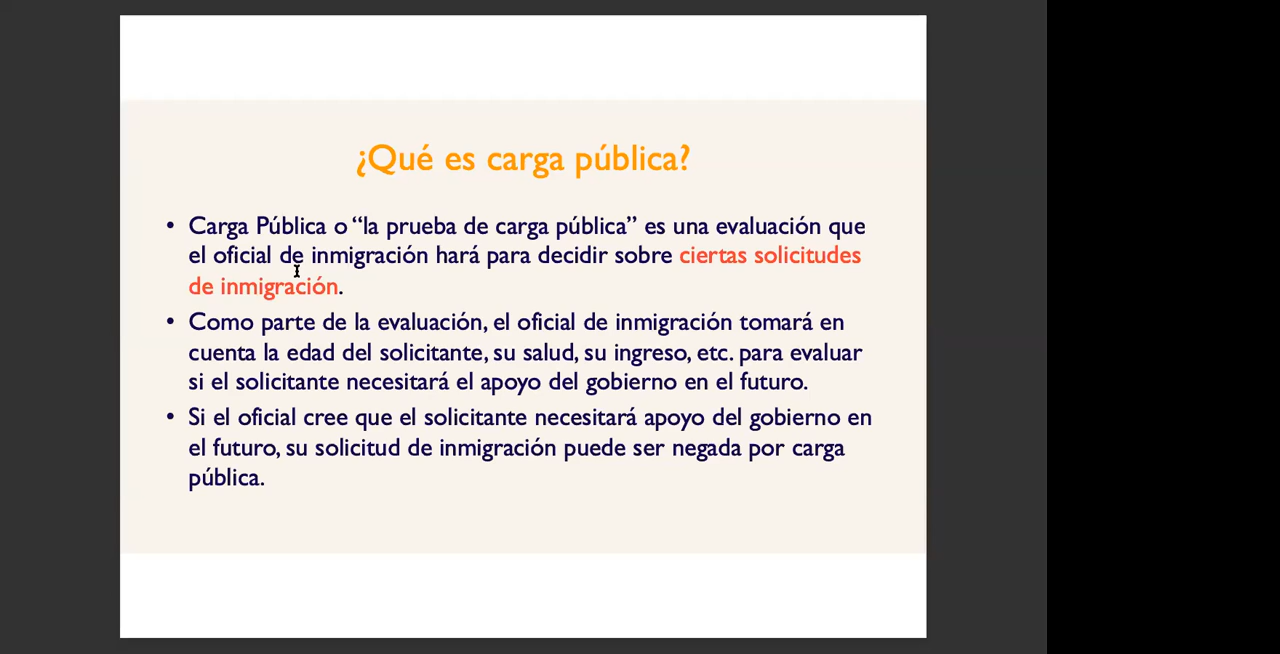 ¿Qué es carga pública?
• Carga Pública o “la prueba de carga pública” es una evaluación que
el oficial de inmigración hará para decidir sobre ciertas solicitudes
de inmigración.
• Como parte de la evaluación, el oficial de inmigración tomará en
cuenta la edad del solicitante, su salud, su ingreso, etc. para evaluar
si el solicitante necesitará el apoyo del gobierno en el futuro.
• Si el oficial cree que el solicitante necesitará apoyo del gobierno en
el futuro, su solicitud de inmigración puede ser negada por carga
pública.